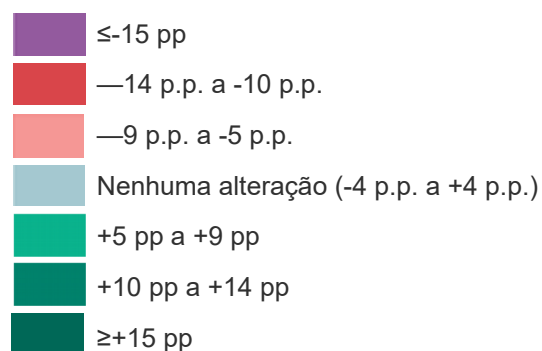 ≤-15 pp
—14 p.p. a -10 p.p.
—9 p.p. a -5 p.p.
Nenhuma alteração (-4 p.p. a +4 p.p.)
+5 pp a +9 pp
+10 pp a +14 pp
≥+15 pp